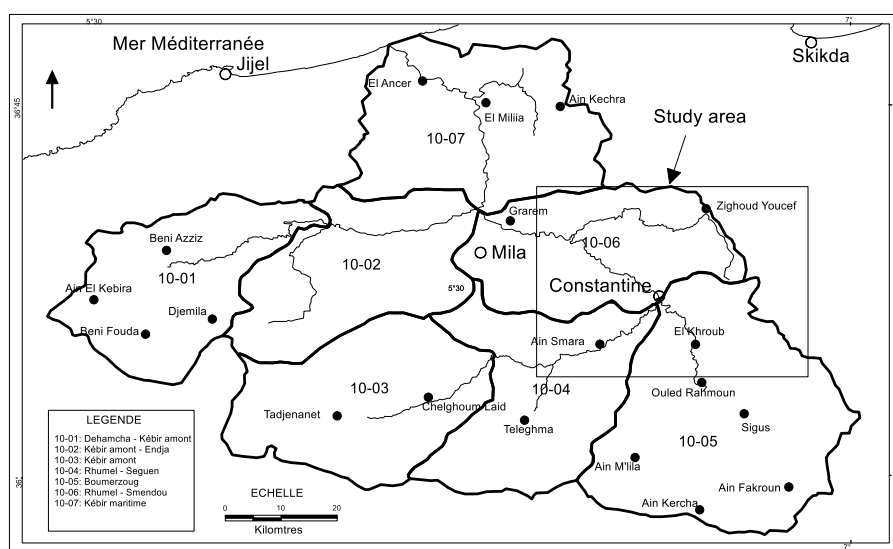 5°30
7°
Mer Méditerranée
Jijel
Skikda
36°45
El Ancer
El Miliia
Ain Kechra
10-07
Study area
Grarem
Zighoud Youcef
Beni Azziz
10-06
Mila
10-02
10-01
Constantine
5°30
Ain El Kebira
Djemila
Beni Fouda
Ain Smara
El Khroub
10-03
10-04
Ouled Rahmoun
Chelghoum Laid
Tadjenanet
Teleghma
Sigus
10-05
LEGENDE
10-01: Dehamcha - Kébir amont
10-02: Kébir amont - Endja
10-03: Kébir amont
10-04: Rhumel - Seguen
10-05: Boumerzoug
10-06: Rhumel - Smendou
10-07: Kébir maritime
Ain M'lila
36°
Ain Fakroun
Ain Kercha
ECHELLE
0 10 20
Kilomtres
7°